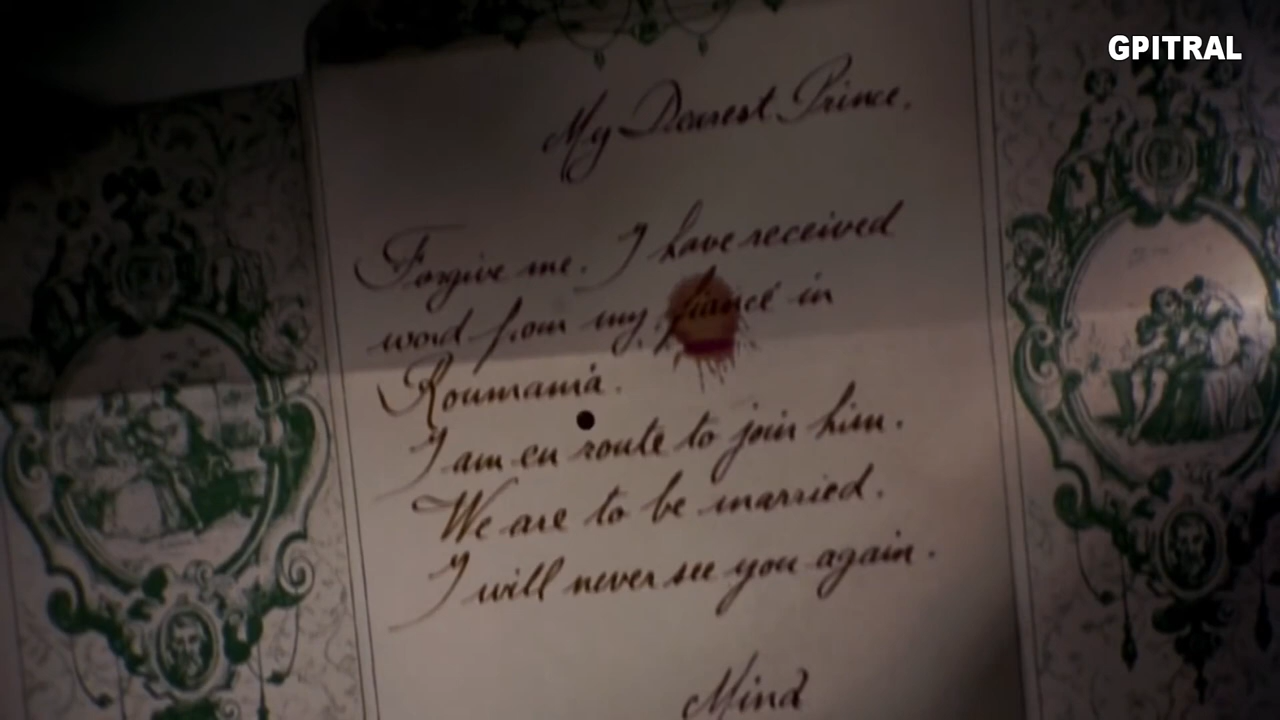 GPITRAL
My Dearest Prince.
Forgive me. I have received
word from my fiancé in
Roumania.
I am en route to join him.
We are to be married.
I will never see you again.
Mina